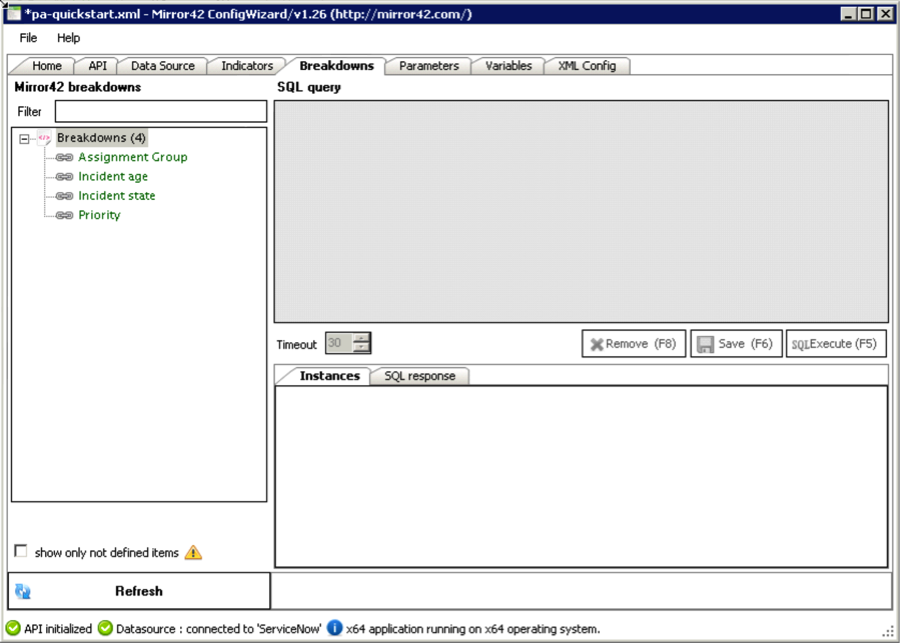 *pa-quickstart.xml - Mirror42 ConfigWizard/v1.26 (http://mirror42.com/)
File Help
Home API Data Source Indicators Breakdowns Parameters Variables XML Config
Mirror42 breakdowns
SQL query
Filter
Breakdowns (4)
Assignment Group
Incident age
Incident state
Priority
Timeout 30 Remove (F8) Save (F6) SQLExecute (F5)
Instances SQL response
show only not defined items
Refresh
API initialized Datasource : connected to 'ServiceNow' x64 application running on x64 operating system.